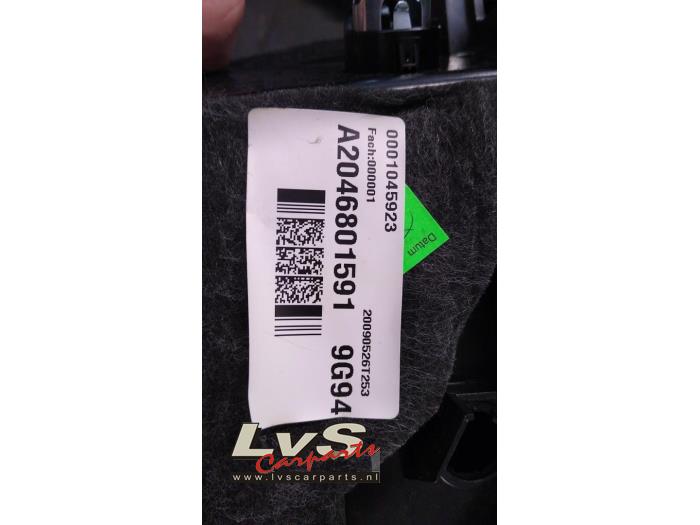 0001045923
Fach:000001
20090526T253
A2046801591 9G94
Datum
LvS
Carparts
www.lvscarparts.nl